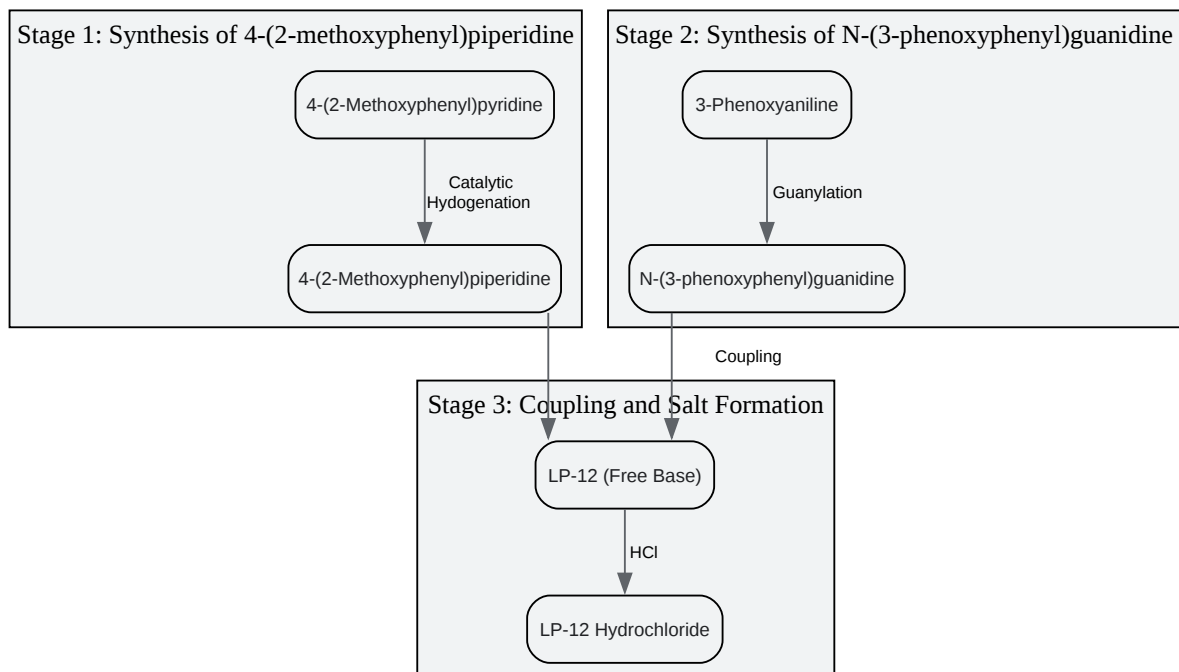 Stage 1: Synthesis of 4-(2-methoxyphenyl)piperidine
4-(2-Methoxyphenyl)pyridine
Catalytic
Hydogenation
4-(2-Methoxyphenyl)piperidine
Stage 2: Synthesis of N-(3-phenoxyphenyl)guanidine
3-Phenoxyaniline
Guanylation
N-(3-phenoxyphenyl)guanidine
Coupling
Stage 3: Coupling and Salt Formation
LP-12 (Free Base)
HCl
LP-12 Hydrochloride